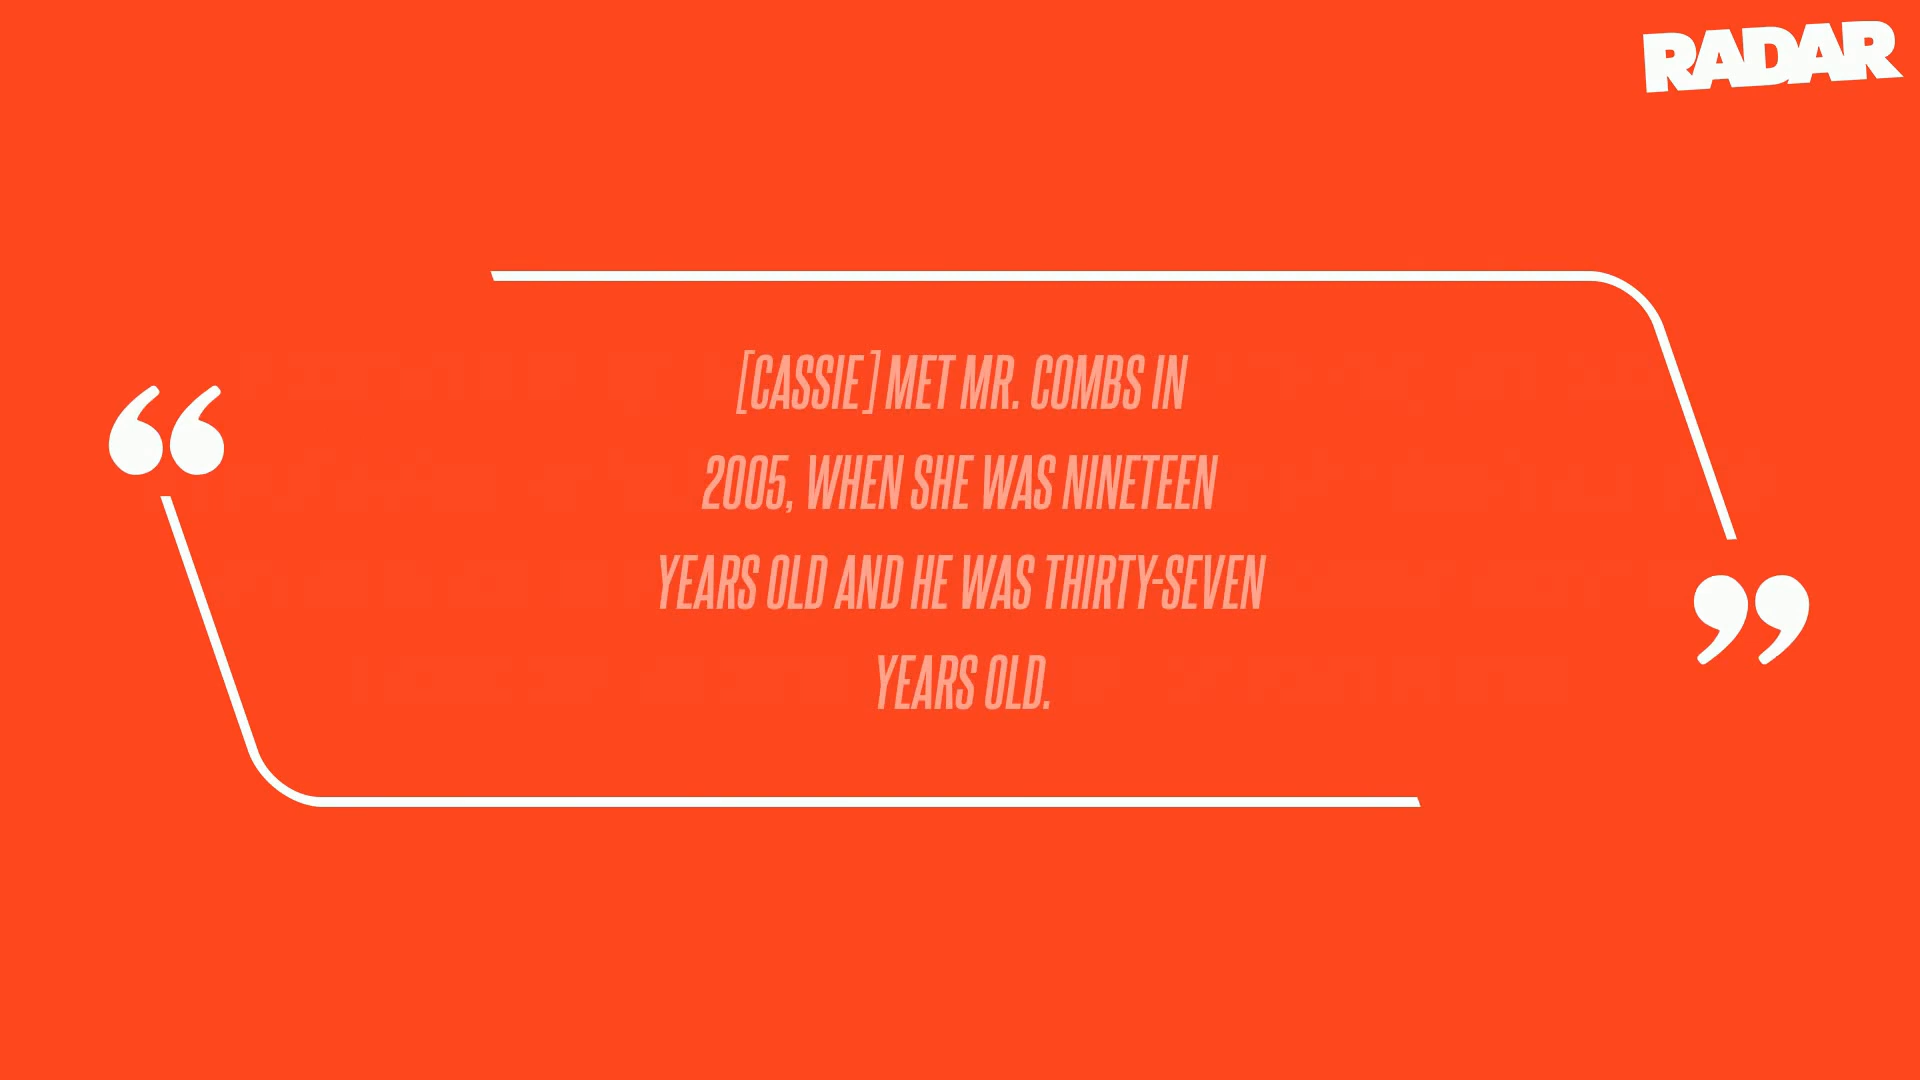 RADAR
“
[CASSIE] MET MR. COMBS IN
2005, WHEN SHE WAS NINETEEN
YEARS OLD AND HE WAS THIRTY-SEVEN
YEARS OLD.
”